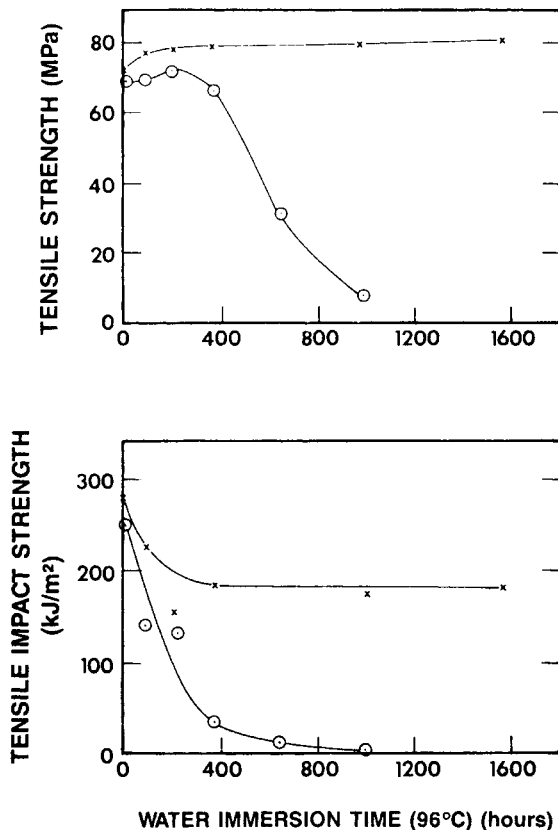 TENSILE STRENGTH (MPa)
80
60
40
20
0
0 400 800 1200 1600
TENSILE IMPACT STRENGTH
(kJ/m²)
300
200
100
0
0 400 800 1200 1600
WATER IMMERSION TIME (96°C) (hours)